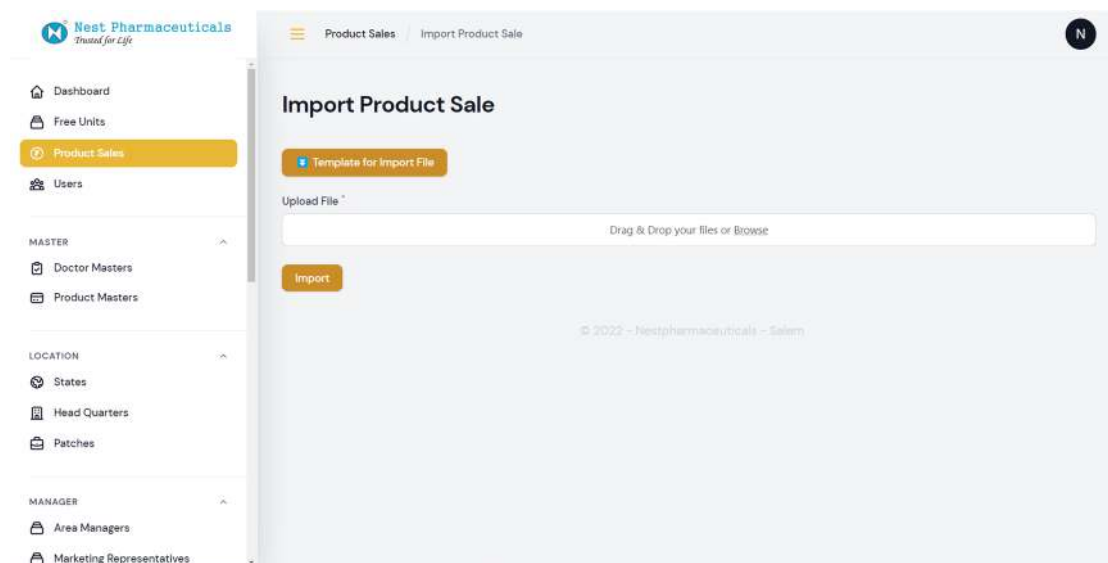 Nest Pharmaceuticals
Trusted for Life
Dashboard
Free Units
Product Sales
Users
MASTER
Doctor Masters
Product Masters
LOCATION
States
Head Quarters
Patches
MANAGER
Area Managers
Marketing Representatives
Product Sales / Import Product Sale
N
Import Product Sale
Template for Import File
Upload File *
Drag & Drop your files or Browse
Import
© 2022 - Nestpharmaceuticals - Salem